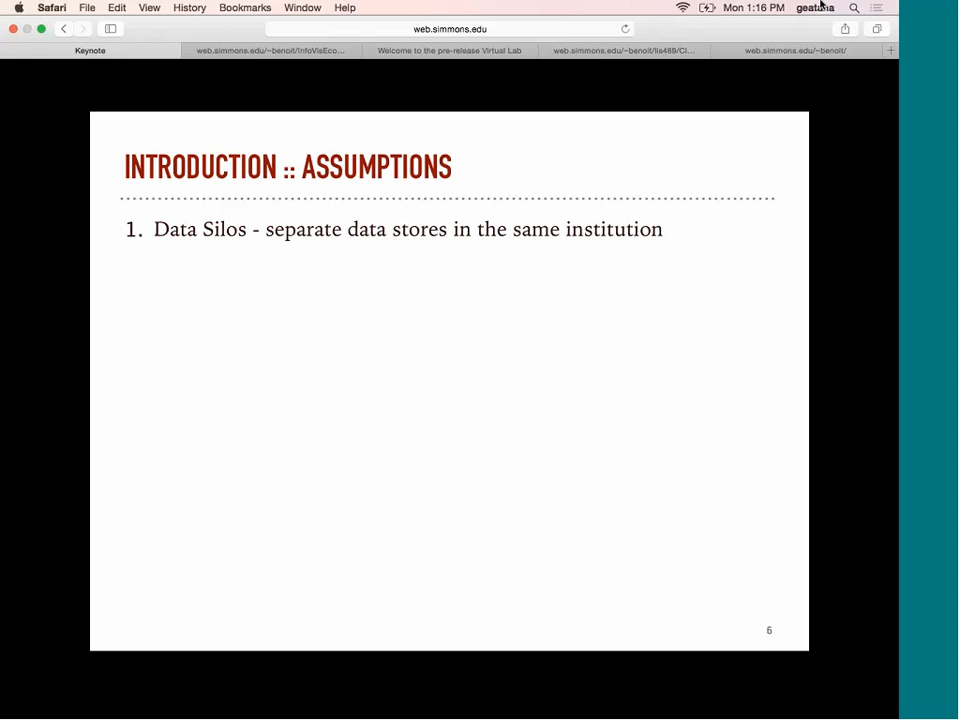 Safari File Edit View History Bookmarks Window Help Mon 1:16 PM
web.simmons.edu
Keynote web.simmons.edu/~benoit/InfoVisEco... Welcome to the pre-release Virtual Lab web.simmons.edu/~benoit/lis489/Cl... web.simmons.edu/~benoit/ +
INTRODUCTION :: ASSUMPTIONS
1. Data Silos - separate data stores in the same institution
6